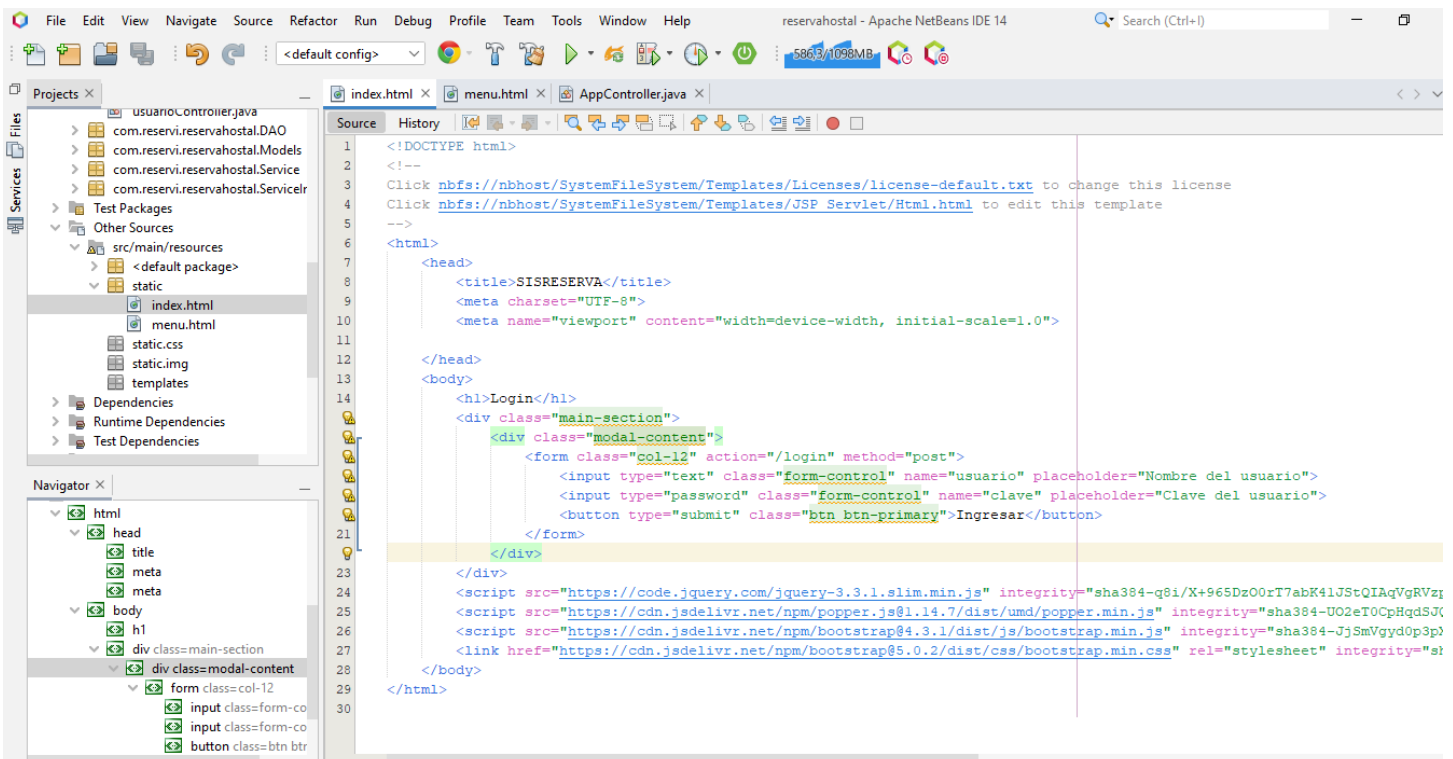 File Edit View Navigate Source Refactor Run Debug Profile Team Tools Window Help reservahostal - Apache NetBeans IDE 14 Search (Ctrl+I)
<default config> 586,3/1098MB
Projects
usuarioController.java
com.reservi.reservahostal.DAO
com.reservi.reservahostal.Models
com.reservi.reservahostal.Service
com.reservi.reservahostal.ServiceIr
Test Packages
Other Sources
src/main/resources
<default package>
static
index.html
menu.html
static.css
static.img
templates
Dependencies
Runtime Dependencies
Test Dependencies
Files
Services
Navigator
html
head
title
meta
meta
body
h1
div class=main-section
div class=modal-content
form class=col-12
input class=form-co
input class=form-co
button class=btn btr
index.html menu.html AppController.java
Source History
1 <!DOCTYPE html>
2 <!--
3 Click nbfs://nbhost/SystemFileSystem/Templates/Licenses/license-default.txt to change this license
4 Click nbfs://nbhost/SystemFileSystem/Templates/JSP_Servlet/Html.html to edit this template
5 -->
6 <html>
7 <head>
8 <title>SISRESERVA</title>
9 <meta charset="UTF-8">
10 <meta name="viewport" content="width=device-width, initial-scale=1.0">
11
12 </head>
13 <body>
14 <h1>Login</h1>
<div class="main-section">
<div class="modal-content">
<form class="col-12" action="/login" method="post">
<input type="text" class="form-control" name="usuario" placeholder="Nombre del usuario">
<input type="password" class="form-control" name="clave" placeholder="Clave del usuario">
<button type="submit" class="btn btn-primary">Ingresar</button>
21 </form>
</div>
23 </div>
24 <script src="https://code.jquery.com/jquery-3.3.1.slim.min.js" integrity="sha384-q8i/X+965DzO0rT7abK41JStQIAqVgRVzp
25 <script src="https://cdn.jsdelivr.net/npm/popper.js@1.14.7/dist/umd/popper.min.js" integrity="sha384-UO2eT0CpHqdSJQ
26 <script src="https://cdn.jsdelivr.net/npm/bootstrap@4.3.1/dist/js/bootstrap.min.js" integrity="sha384-JjSmVgyd0p3pX
27 <link href="https://cdn.jsdelivr.net/npm/bootstrap@5.0.2/dist/css/bootstrap.min.css" rel="stylesheet" integrity="sh
28 </body>
29 </html>
30